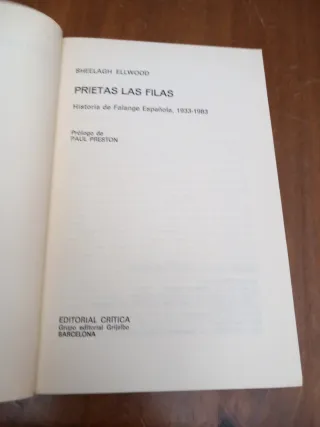 SHEELAGH ELLWOOD
PRIETAS LAS FILAS
Historia de Falange Española, 1933-1983
Prólogo de
PAUL PRESTON
EDITORIAL CRÍTICA
Grupo editorial Grijalbo
BARCELONA